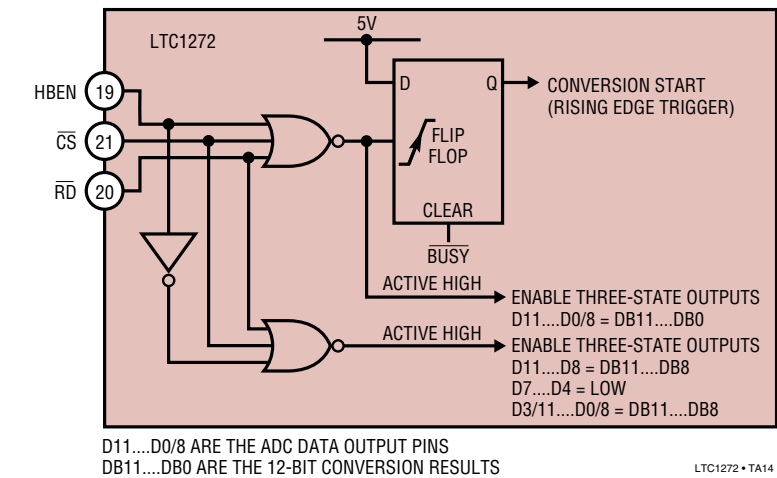 5V
LTC1272
HBEN 19
CS 21
RD 20
D Q
CONVERSION START
(RISING EDGE TRIGGER)
FLIP
FLOP
CLEAR
BUSY
ACTIVE HIGH
ENABLE THREE-STATE OUTPUTS
D11....D0/8 = DB11....DB0
ACTIVE HIGH
ENABLE THREE-STATE OUTPUTS
D11....D8 = DB11....DB8
D7....D4 = LOW
D3/11....D0/8 = DB11....DB8
D11....D0/8 ARE THE ADC DATA OUTPUT PINS
DB11....DB0 ARE THE 12-BIT CONVERSION RESULTS
LTC1272 • TA14